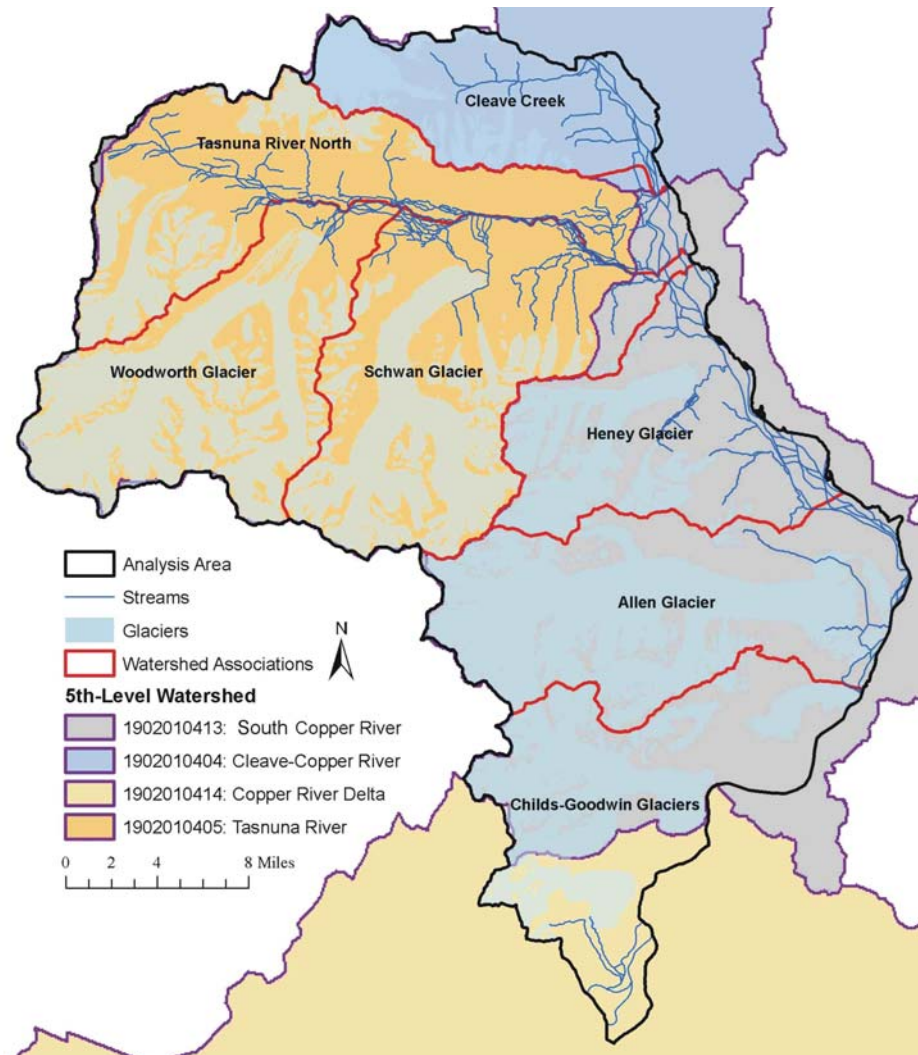 Cleave Creek
Tasnuna River North
Woodworth Glacier
Schwan Glacier
Heney Glacier
Allen Glacier
Childs-Goodwin Glaciers
Analysis Area
Streams
Glaciers
Watershed Associations
N
5th-Level Watershed
1902010413: South Copper River
1902010404: Cleave-Copper River
1902010414: Copper River Delta
1902010405: Tasnuna River
0 2 4 8 Miles